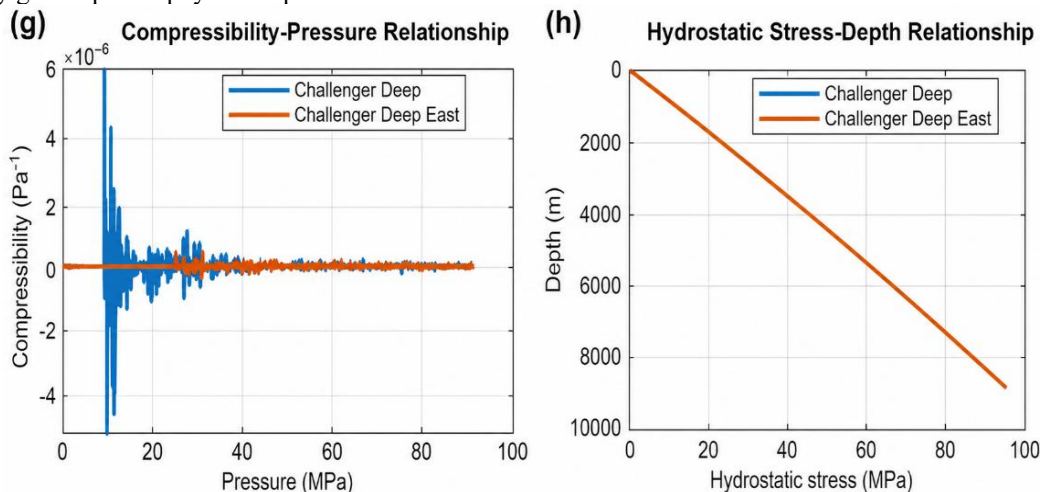 (g) Compressibility-Pressure Relationship
×10⁻⁶
6
4
2
0
-2
-4
Compressibility (Pa⁻¹)
Challenger Deep
Challenger Deep East
0 20 40 60 80 100
Pressure (MPa)
(h) Hydrostatic Stress-Depth Relationship
0
2000
4000
6000
8000
10000
Depth (m)
Challenger Deep
Challenger Deep East
0 20 40 60 80 100
Hydrostatic stress (MPa)